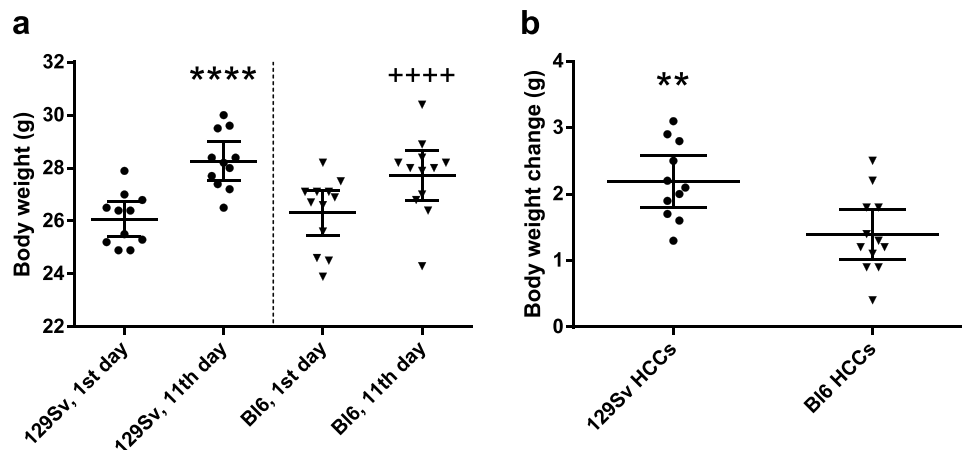 a
Body weight (g)
32
30
28
26
24
22
****
++++
129Sv, 1st day
129Sv, 11th day
Bl6, 1st day
Bl6, 11th day
b
Body weight change (g)
4
3
2
1
0
**
129Sv HCCs
Bl6 HCCs